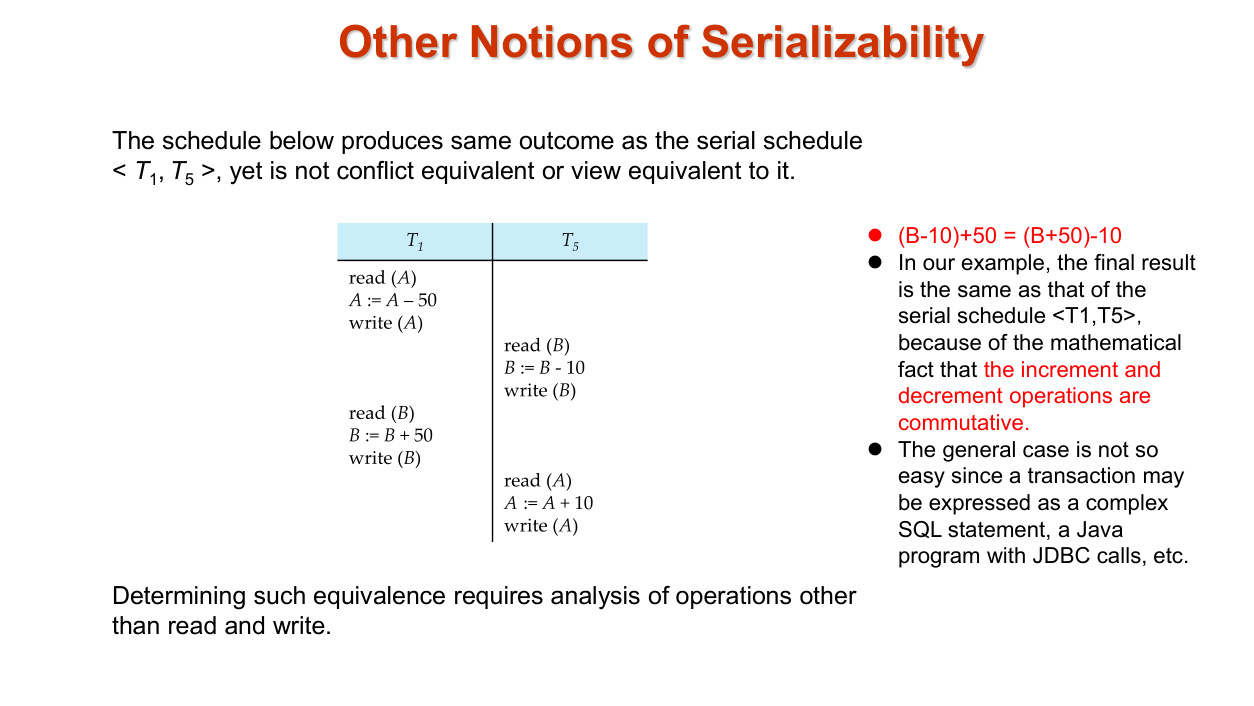 Other Notions of Serializability
The schedule below produces same outcome as the serial schedule
< T1, T5 >, yet is not conflict equivalent or view equivalent to it.
T1 T5
read (A)
A := A – 50
write (A)
read (B)
B := B - 10
write (B)
read (B)
B := B + 50
write (B)
read (A)
A := A + 10
write (A)
● (B-10)+50 = (B+50)-10
● In our example, the final result
is the same as that of the
serial schedule <T1,T5>,
because of the mathematical
fact that the increment and
decrement operations are
commutative.
● The general case is not so
easy since a transaction may
be expressed as a complex
SQL statement, a Java
program with JDBC calls, etc.
Determining such equivalence requires analysis of operations other
than read and write.